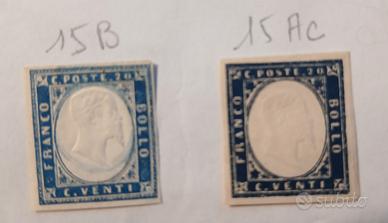 15B
15Ac
C. POSTE. 20
FRANCO
BOLLO
C. VENTI
C. POSTE. 20
FRANCO
BOLLO
C. VENTI
subito